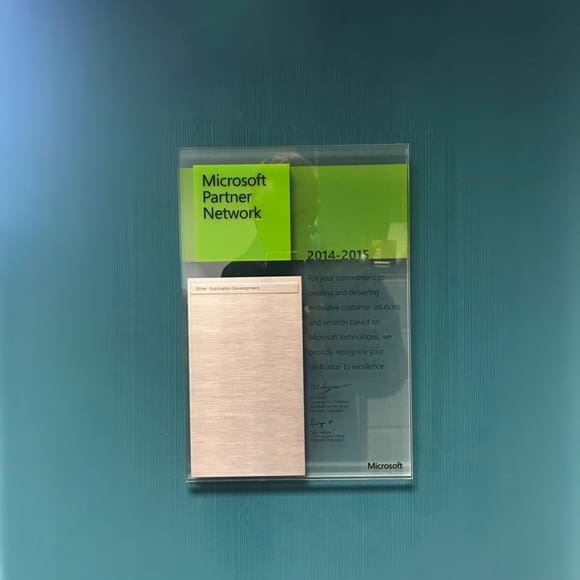 Microsoft
Partner
Network
2014-2015
Silver Application Development
For your commitment to
creating and delivering
innovative customer solutions
and services based on
Microsoft technologies, we
proudly recognize your
dedication to excellence
Microsoft